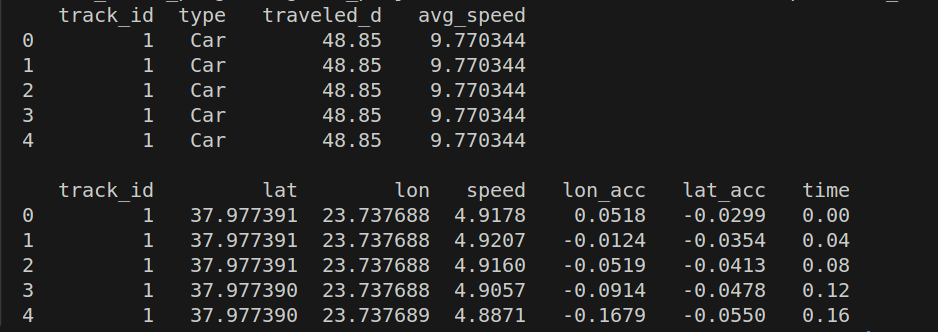 track_id type traveled_d avg_speed
0 1 Car 48.85 9.770344
1 1 Car 48.85 9.770344
2 1 Car 48.85 9.770344
3 1 Car 48.85 9.770344
4 1 Car 48.85 9.770344
track_id lat lon speed lon_acc lat_acc time
0 1 37.977391 23.737688 4.9178 0.0518 -0.0299 0.00
1 1 37.977391 23.737688 4.9207 -0.0124 -0.0354 0.04
2 1 37.977391 23.737688 4.9160 -0.0519 -0.0413 0.08
3 1 37.977390 23.737688 4.9057 -0.0914 -0.0478 0.12
4 1 37.977390 23.737689 4.8871 -0.1679 -0.0550 0.16